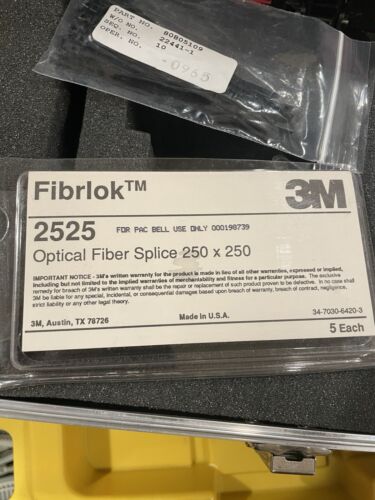 PART NO. 80805109
W/O NO. 22441-1
SEQ. NO. 10
OPER. NO. -0965
Fibrlok™
3M
2525 FOR PAC BELL USE ONLY 000198739
Optical Fiber Splice 250 x 250
IMPORTANT NOTICE - 3M's written warranty for the product is made in lieu of all other warranties, expressed or implied,
including but not limited to the implied warranties of merchantability and fitness for a particular purpose. The exclusive
remedy for breach of 3M's written warranty shall be the repair or replacement of such product proven to be defective. In no case shall
3M be liable for any special, incidental, or consequential damages based upon warranty, breach of contract, negligence,
strict liability or any other legal theory.
3M, Austin, TX 78726
Made in U.S.A.
5 Each
34-7030-6420-3